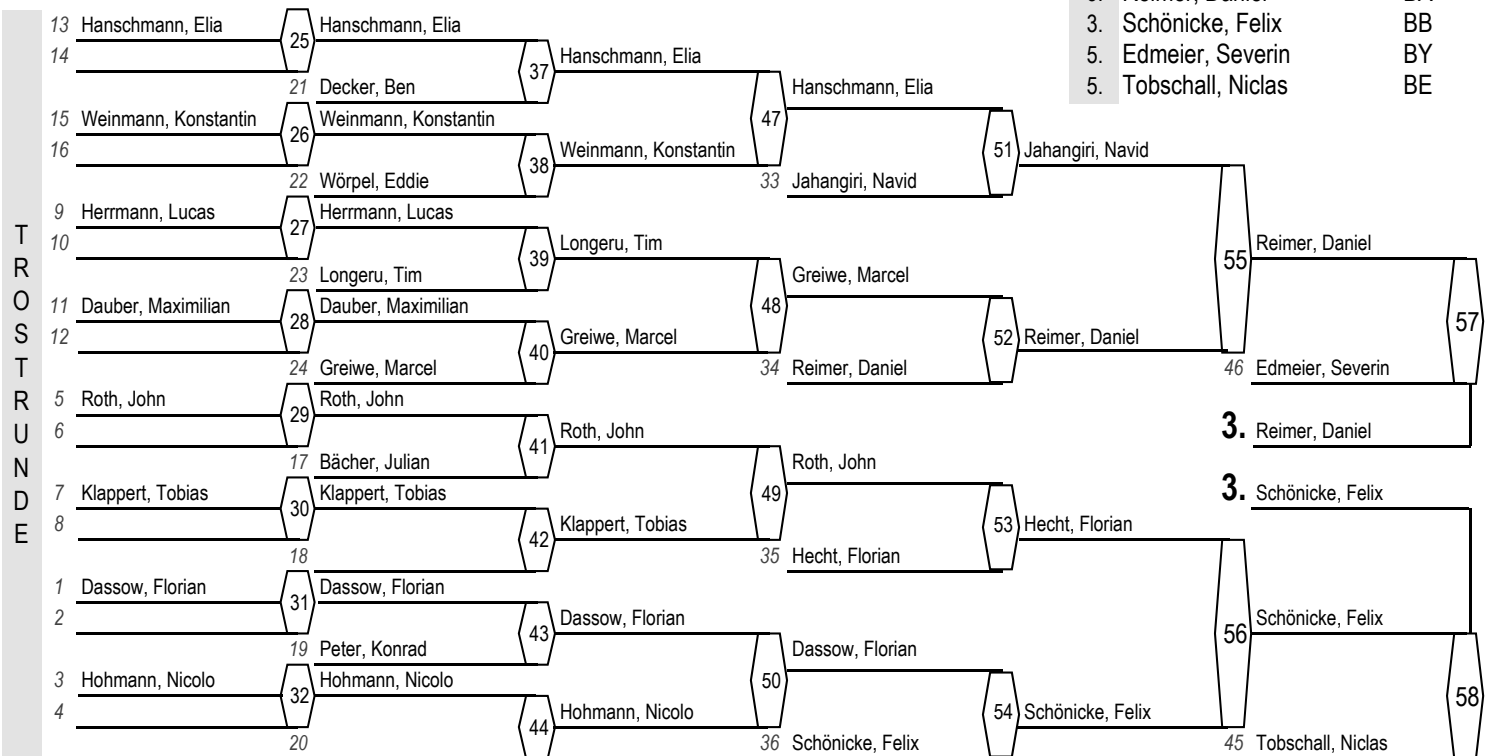 3. Schönicke, Felix BB
5. Edmeier, Severin BY
5. Tobschall, Niclas BE
TROSTRUNDE
13 Hanschmann, Elia
14
25
Hanschmann, Elia
21 Decker, Ben
37
Hanschmann, Elia
15 Weinmann, Konstantin
16
26
Weinmann, Konstantin
22 Wörpel, Eddie
38
Weinmann, Konstantin
47
Hanschmann, Elia
33 Jahangiri, Navid
51
Jahangiri, Navid
9 Herrmann, Lucas
10
27
Herrmann, Lucas
23 Longeru, Tim
39
Longeru, Tim
11 Dauber, Maximilian
12
28
Dauber, Maximilian
24 Greiwe, Marcel
40
Greiwe, Marcel
48
Greiwe, Marcel
34 Reimer, Daniel
52
Reimer, Daniel
55
Reimer, Daniel
46 Edmeier, Severin
57
3. Reimer, Daniel
5 Roth, John
6
29
Roth, John
17 Bächer, Julian
41
Roth, John
7 Klappert, Tobias
8
30
Klappert, Tobias
18
42
Klappert, Tobias
49
Roth, John
35 Hecht, Florian
53
Hecht, Florian
3. Schönicke, Felix
1 Dassow, Florian
2
31
Dassow, Florian
19 Peter, Konrad
43
Dassow, Florian
3 Hohmann, Nicolo
4
32
Hohmann, Nicolo
20
44
Hohmann, Nicolo
50
Dassow, Florian
36 Schönicke, Felix
54
Schönicke, Felix
56
Schönicke, Felix
45 Tobschall, Niclas
58